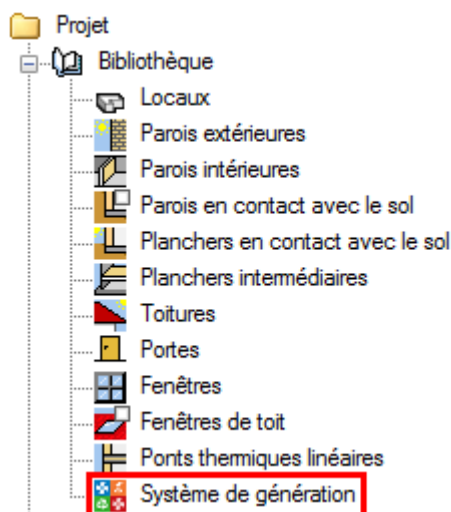 Projet
Bibliothèque
Locaux
Parois extérieures
Parois intérieures
Parois en contact avec le sol
Planchers en contact avec le sol
Planchers intermédiaires
Toitures
Portes
Fenêtres
Fenêtres de toit
Ponts thermiques linéaires
Système de génération